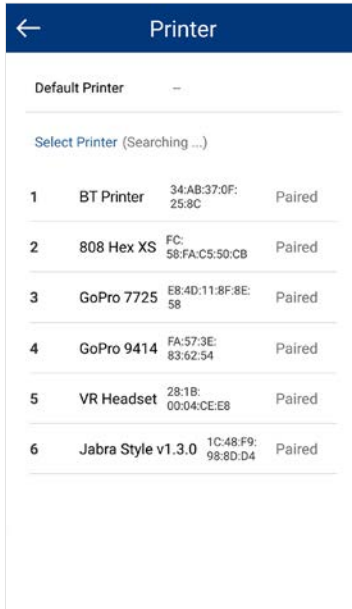 Printer
Default Printer --
Select Printer (Searching ...)
1 BT Printer 34:AB:37:0F:
25:8C Paired
2 808 Hex XS FC:
58:FA:C5:50:CB Paired
3 GoPro 7725 E8:4D:11:8F:8E:
58 Paired
4 GoPro 9414 FA:57:3E:
83:62:54 Paired
5 VR Headset 28:1B:
00:04:CE:E8 Paired
6 Jabra Style v1.3.0 1C:48:F9:
98:8D:D4 Paired